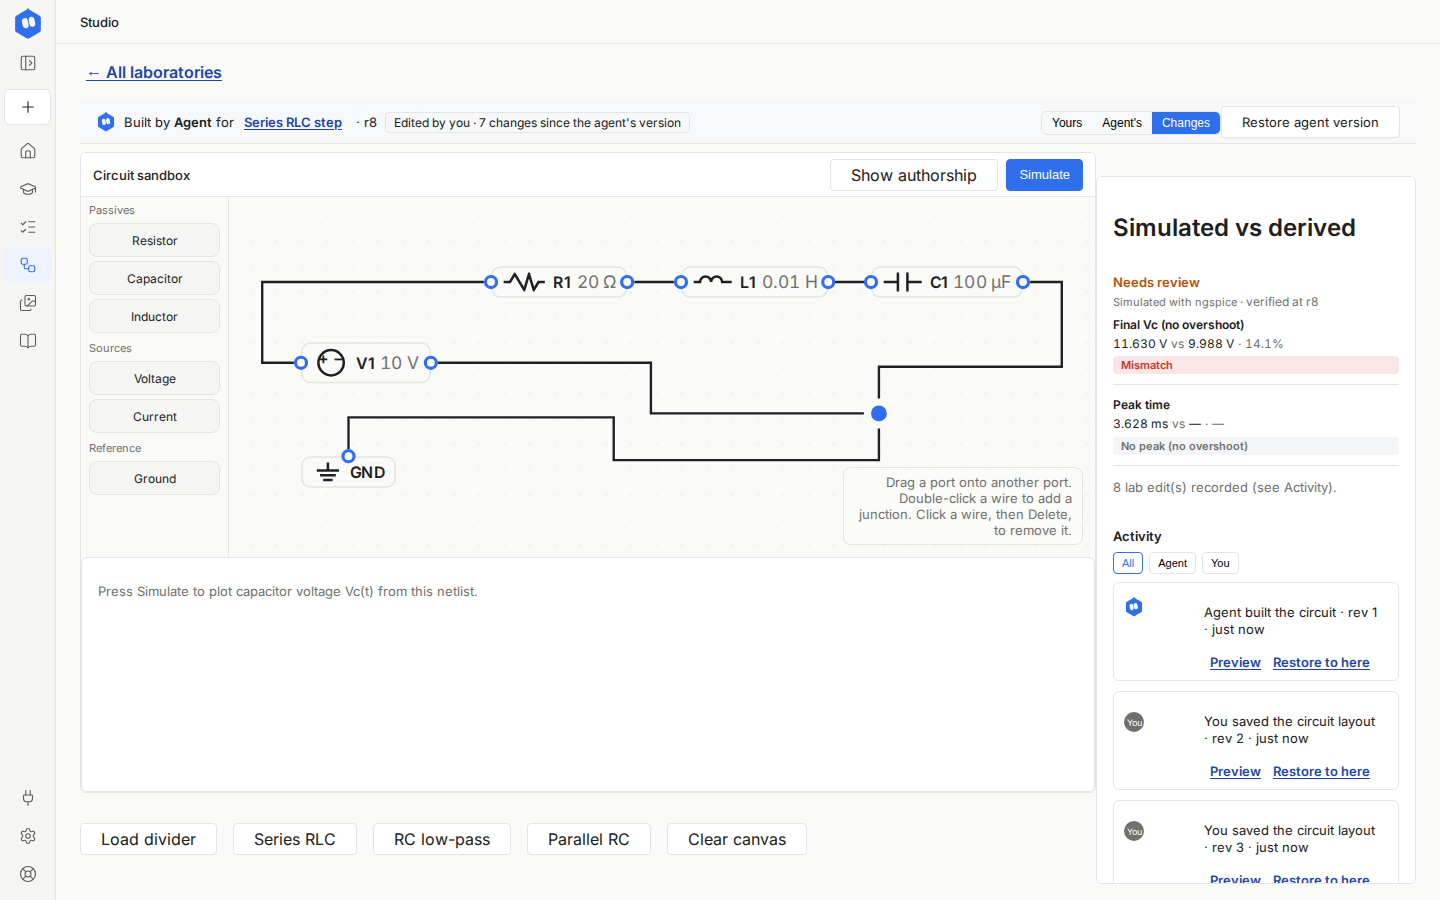 Studio
← All laboratories
Built by Agent for Series RLC step · r8 Edited by you · 7 changes since the agent's version
Yours Agent's Changes Restore agent version
Circuit sandbox
Show authorship Simulate
Passives
Resistor
Capacitor
Inductor
Sources
Voltage
Current
Reference
Ground
R1 20 Ω
L1 0.01 H
C1 100 µF
+ −
V1 10 V
GND
Drag a port onto another port.
Double-click a wire to add a
junction. Click a wire, then Delete,
to remove it.
Press Simulate to plot capacitor voltage Vc(t) from this netlist.
Load divider
Series RLC
RC low-pass
Parallel RC
Clear canvas
Simulated vs derived
Needs review
Simulated with ngspice · verified at r8
Final Vc (no overshoot)
11.630 V vs 9.988 V · 14.1%
Mismatch
Peak time
3.628 ms vs — · —
No peak (no overshoot)
8 lab edit(s) recorded (see Activity).
Activity
All Agent You
Agent built the circuit · rev 1
· just now
Preview Restore to here
You
You saved the circuit layout
· rev 2 · just now
Preview Restore to here
You
You saved the circuit layout
· rev 3 · just now
Preview Restore to here